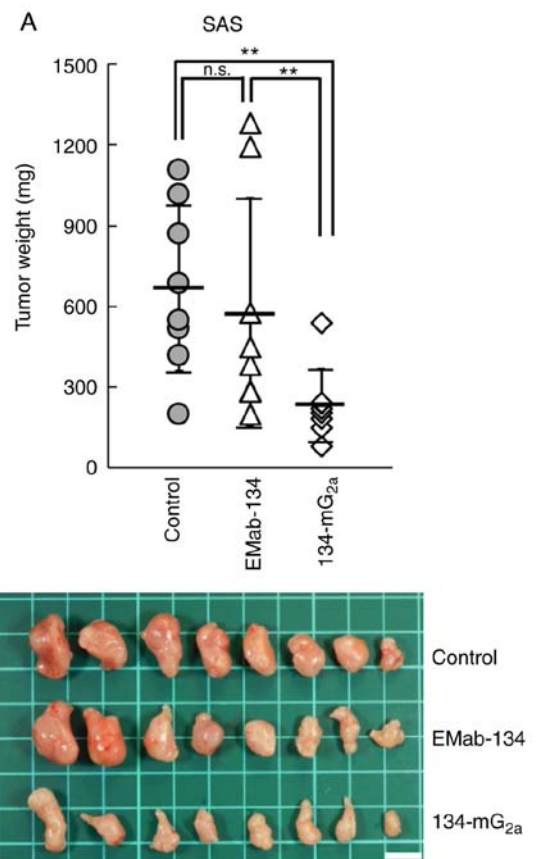 A
SAS
**
n.s.
**
1500
1200
900
600
300
0
Tumor weight (mg)
Control
EMab-134
134-mG2a
Control
EMab-134
134-mG2a